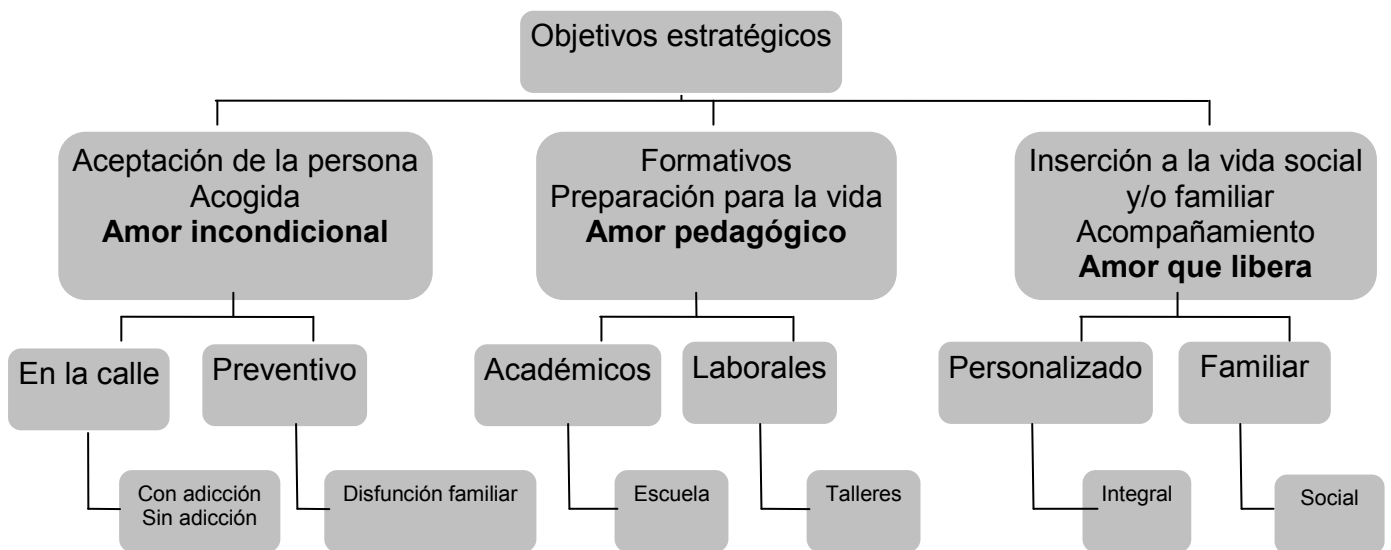 Objetivos estratégicos
Aceptación de la persona
Acogida
Amor incondicional
Formativos
Preparación para la vida
Amor pedagógico
Inserción a la vida social
y/o familiar
Acompañamiento
Amor que libera
En la calle
Preventivo
Académicos
Laborales
Personalizado
Familiar
Con adicción
Sin adicción
Disfunción familiar
Escuela
Talleres
Integral
Social